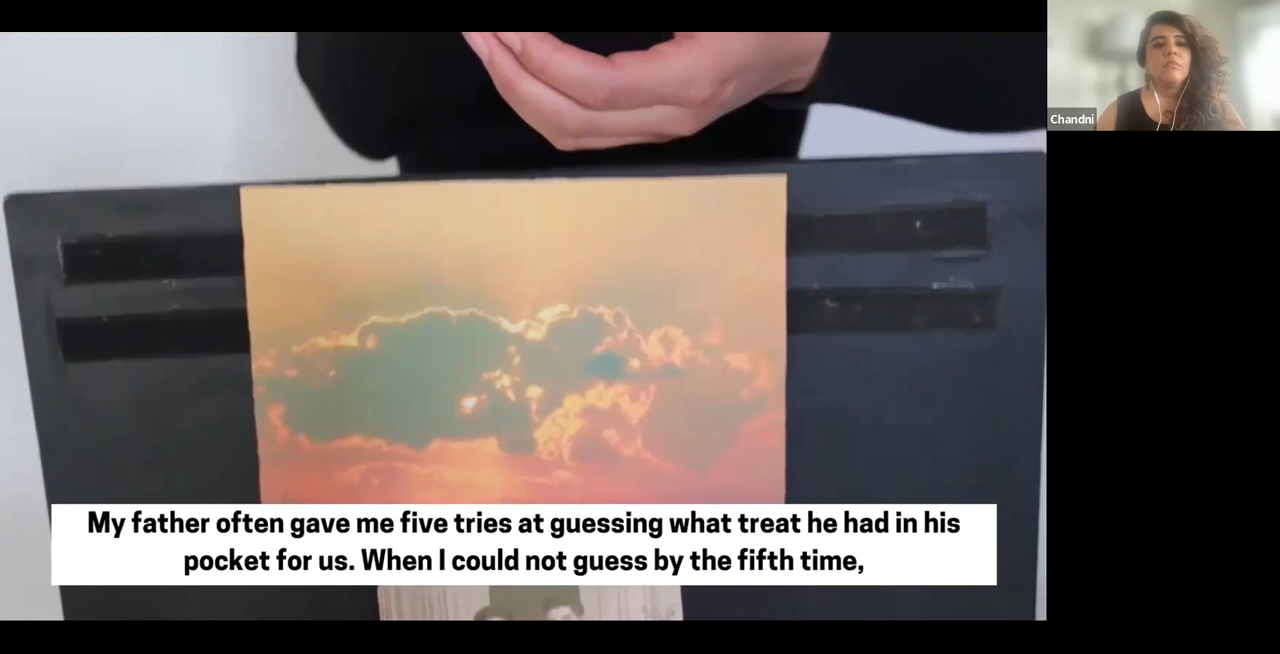 Chandni
My father often gave me five tries at guessing what treat he had in his
pocket for us. When I could not guess by the fifth time,